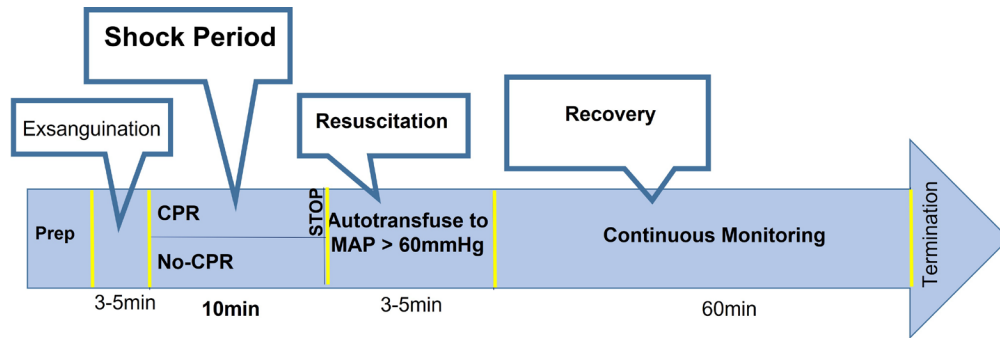 Shock Period
Exsanguination
Resuscitation
Recovery
Prep
CPR
No-CPR
STOP
Autotransfuse to
MAP > 60mmHg
Continuous Monitoring
Termination
3-5min
10min
3-5min
60min